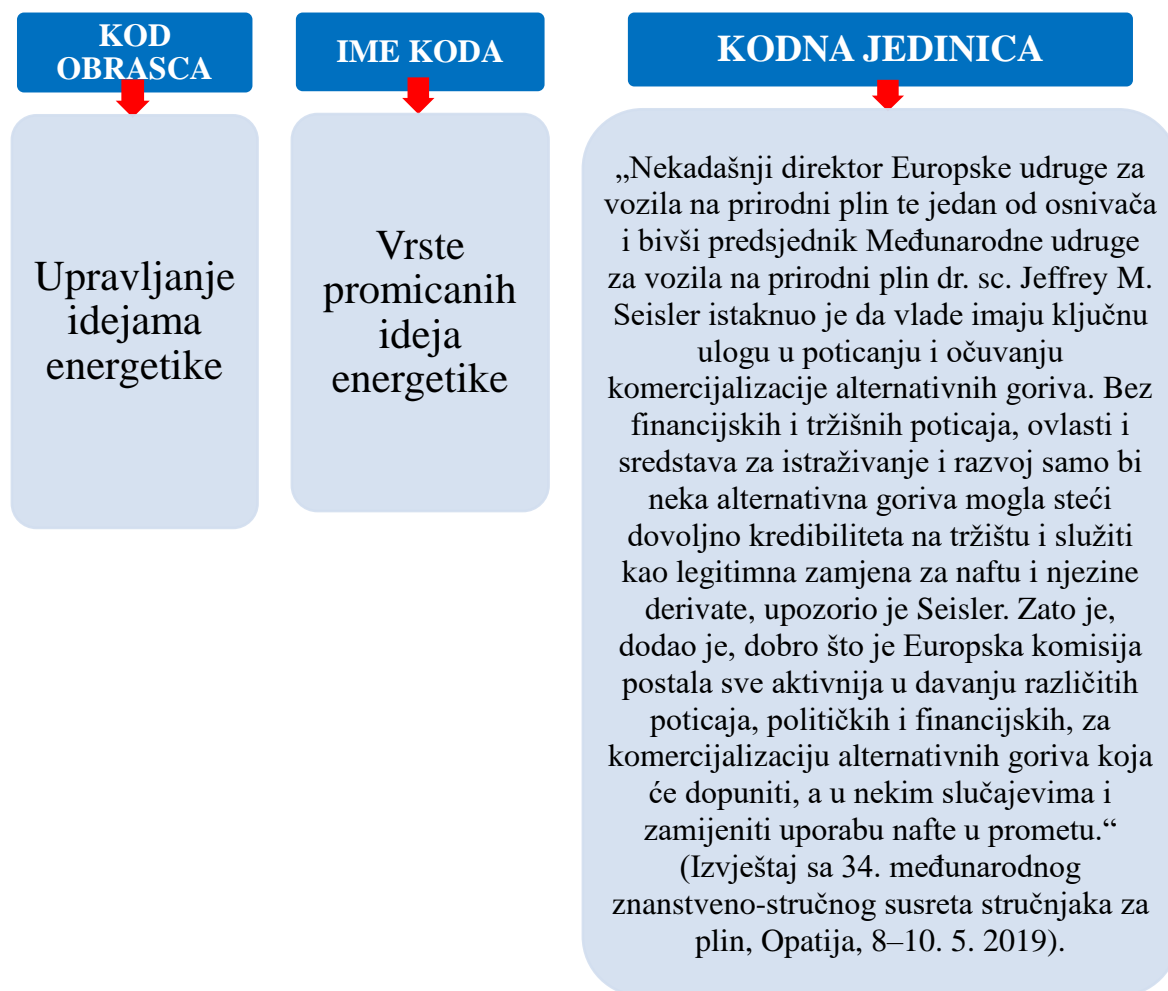 KOD
OBRASCA
IME KODA
KODNA JEDINICA
Upravljanje
idejama
energetike
Vrste
promicanih
ideja
energetike
„Nekadašnji direktor Europske udruge za
vozila na prirodni plin te jedan od osnivača
i bivši predsjednik Međunarodne udruge
za vozila na prirodni plin dr. sc. Jeffrey M.
Seisler istaknuo je da vlade imaju ključnu
ulogu u poticanju i očuvanju
komercijalizacije alternativnih goriva. Bez
financijskih i tržišnih poticaja, ovlasti i
sredstava za istraživanje i razvoj samo bi
neka alternativna goriva mogla steći
dovoljno kredibiliteta na tržištu i služiti
kao legitimna zamjena za naftu i njezine
derivate, upozorio je Seisler. Zato je,
dodao je, dobro što je Europska komisija
postala sve aktivnija u davanju različitih
poticaja, političkih i financijskih, za
komercijalizaciju alternativnih goriva koja
će dopuniti, a u nekim slučajevima i
zamijeniti uporabu nafte u prometu.“
(Izvještaj sa 34. međunarodnog
znanstveno-stručnog susreta stručnjaka za
plin, Opatija, 8–10. 5. 2019).